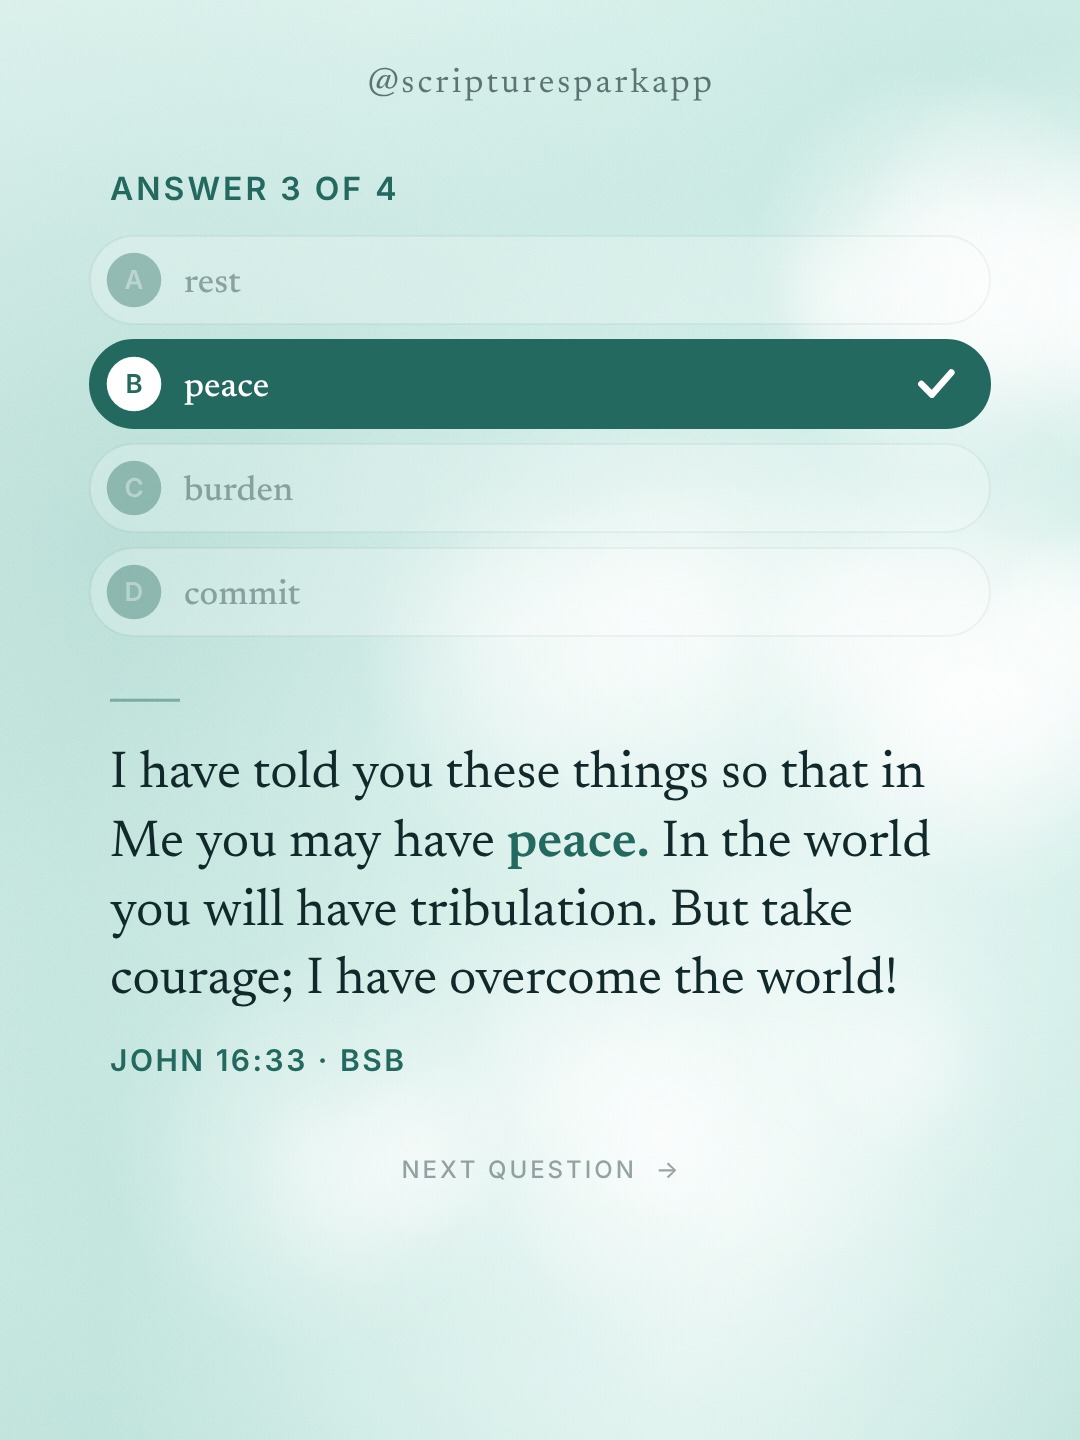 @scripturesparkapp
ANSWER 3 OF 4
A rest
B peace
C burden
D commit
I have told you these things so that in
Me you may have peace. In the world
you will have tribulation. But take
courage; I have overcome the world!
JOHN 16:33 · BSB
NEXT QUESTION →